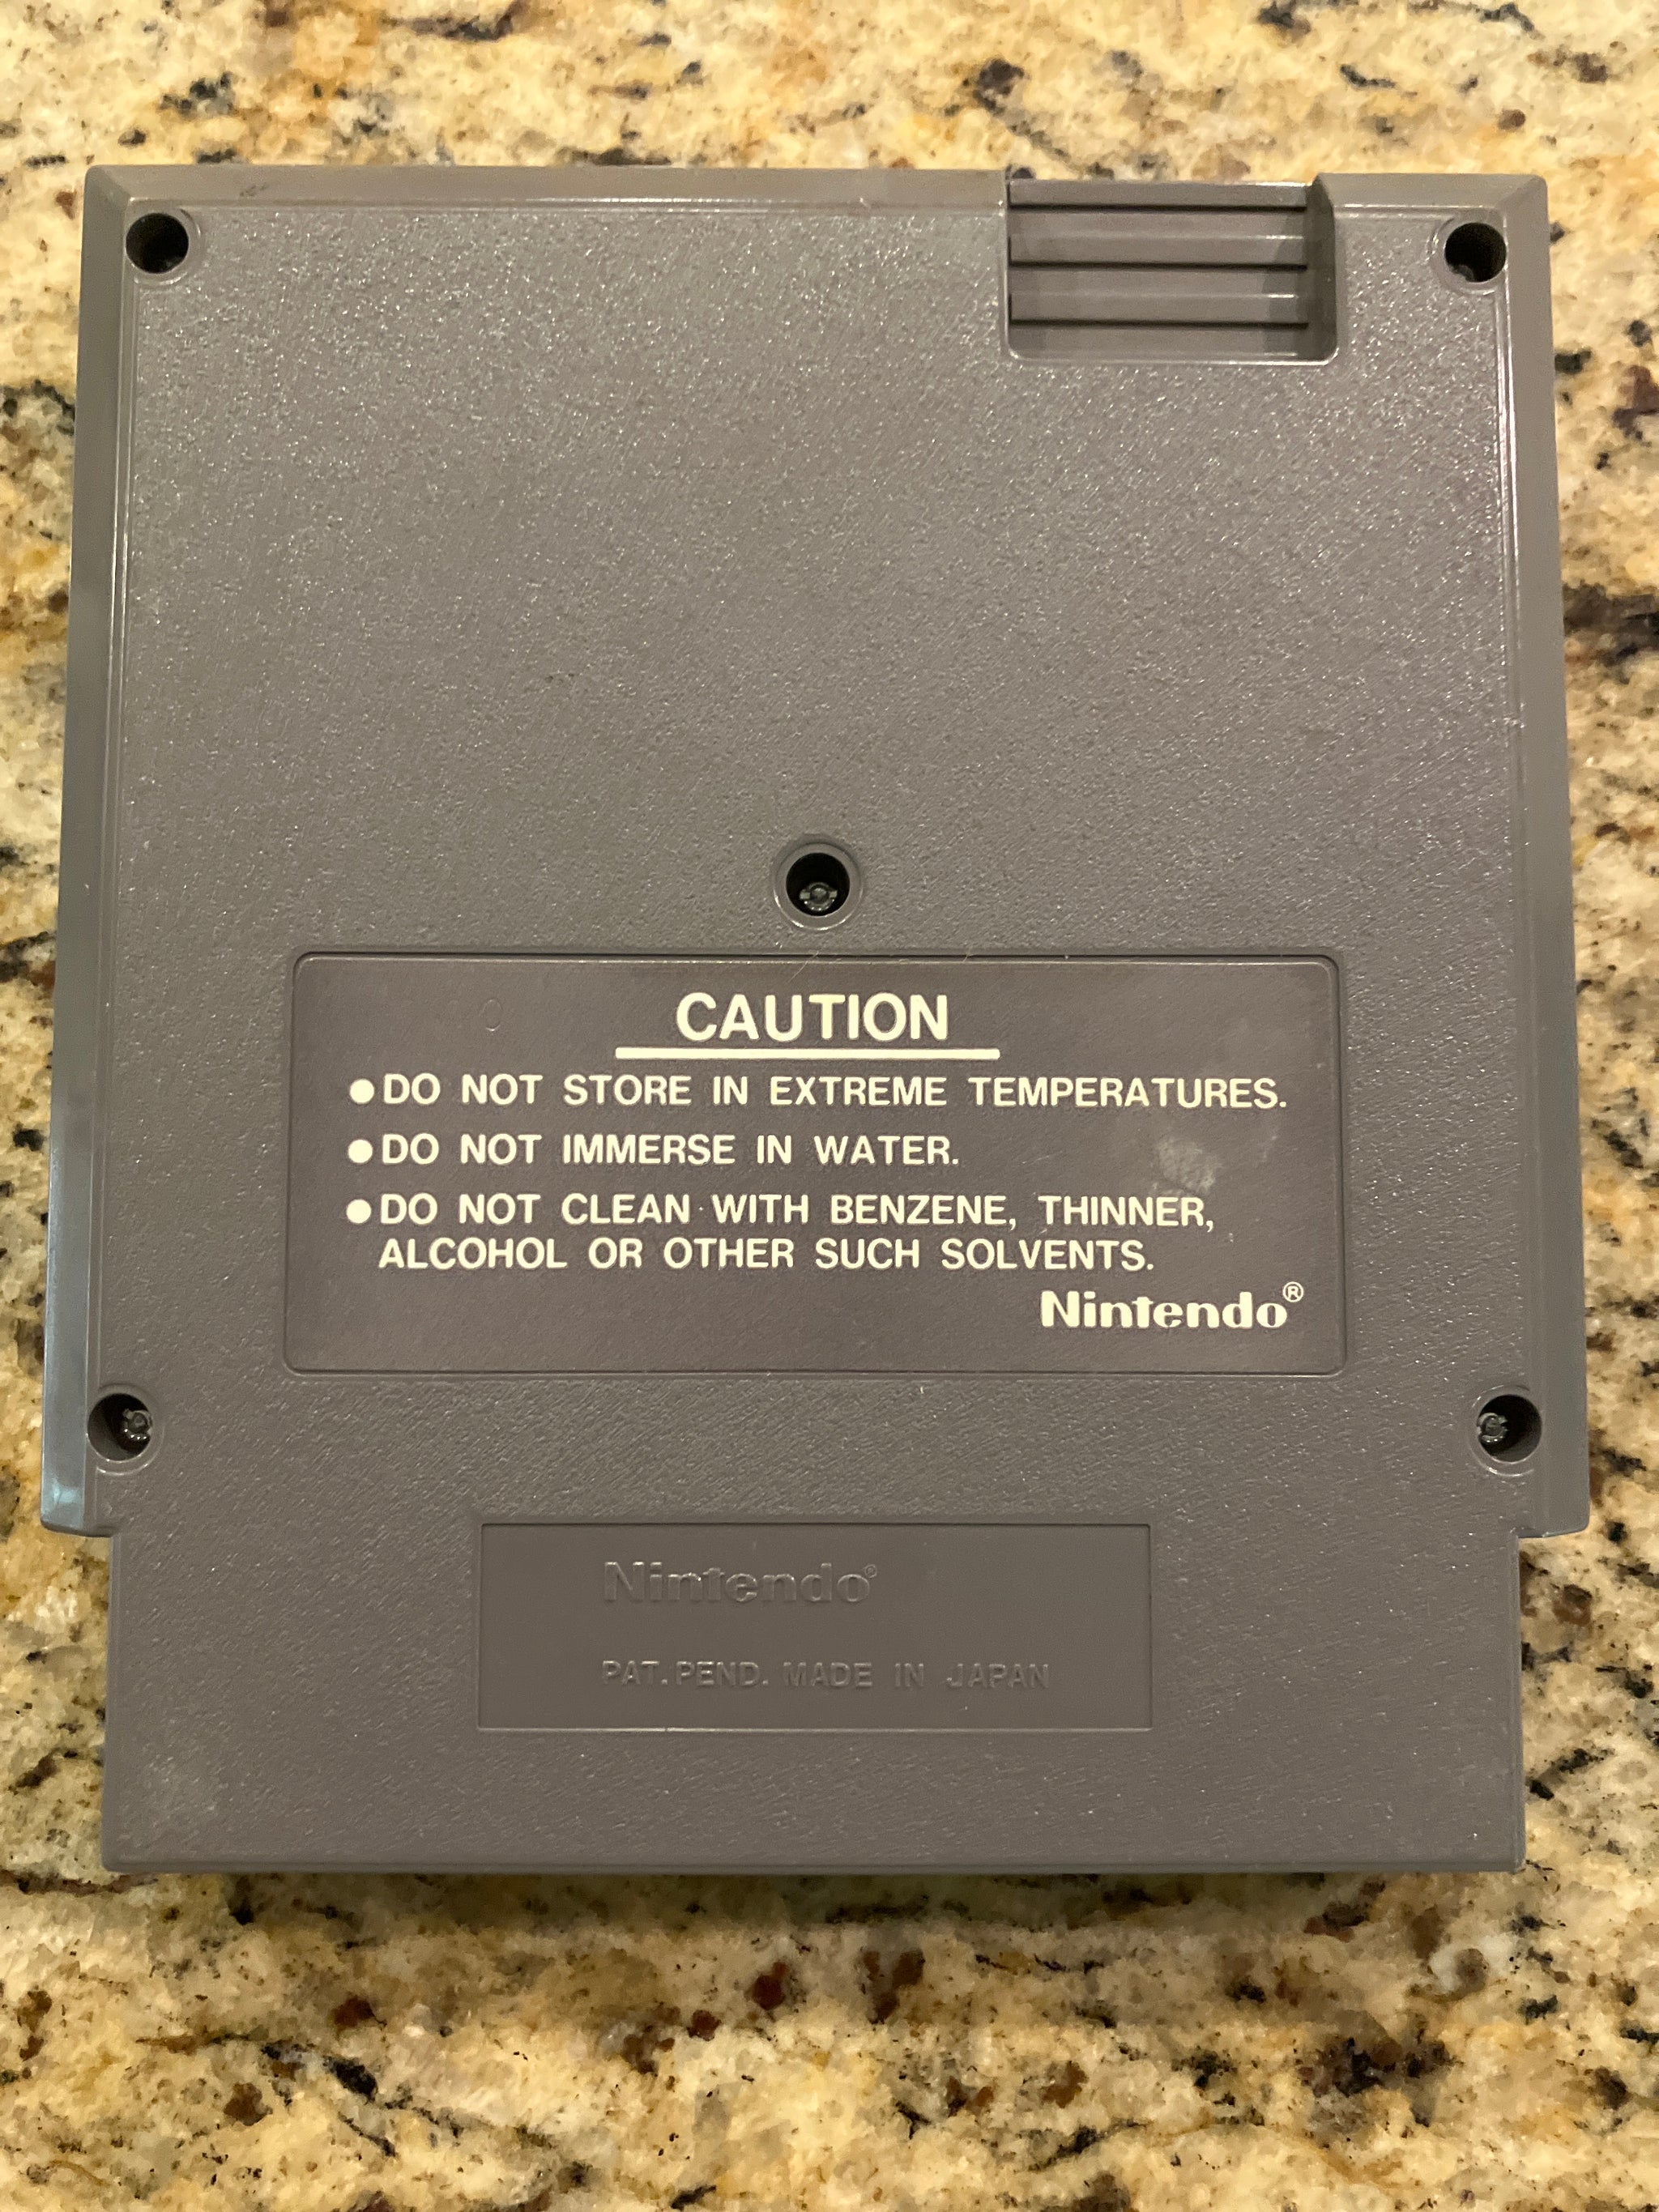 CAUTION
●DO NOT STORE IN EXTREME TEMPERATURES.
●DO NOT IMMERSE IN WATER.
●DO NOT CLEAN WITH BENZENE, THINNER,
ALCOHOL OR OTHER SUCH SOLVENTS.
Nintendo®
Nintendo®
PAT. PEND. MADE IN JAPAN